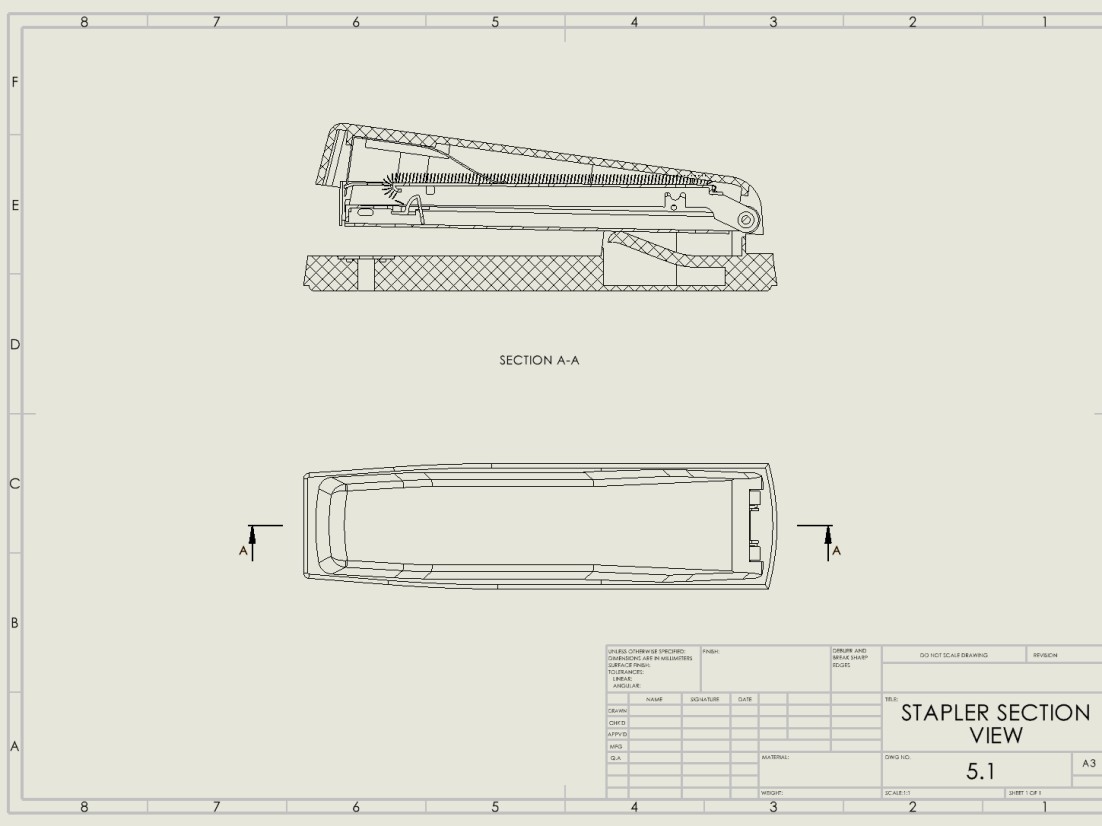 8 7 6 5 4 3 2 1
F
E
D
SECTION A-A
C
A A
B
UNLESS OTHERWISE SPECIFIED: FINISH: DEBURR AND DO NOT SCALE DRAWING REVISION
DIMENSIONS ARE IN MILLIMETERS BREAK SHARP
SURFACE FINISH: EDGES
TOLERANCES:
LINEAR:
ANGULAR:
NAME SIGNATURE DATE TITLE:
DRAWN
CHK'D
APPV'D
STAPLER SECTION
VIEW
A
MFG
Q.A MATERIAL: DWG NO.
5.1 A3
WEIGHT: SCALE:1:1 SHEET 1 OF 1
8 7 6 5 4 3 2 1